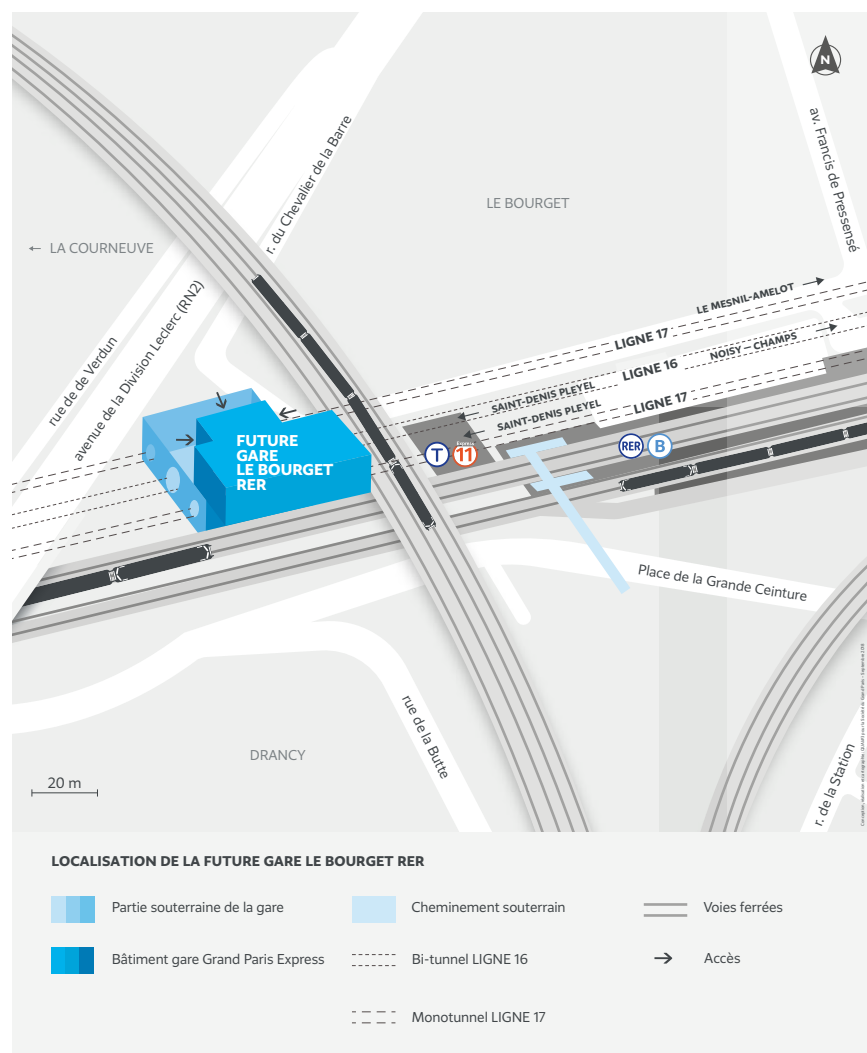 N
av. Francis de Pressensé
r. du Chevalier de la Barre
LE BOURGET
← LA COURNEUVE
LE MESNIL-AMELOT
avenue de la Division Leclerc (RN2)
rue de de Verdun
LIGNE 17
NOISY – CHAMPS
LIGNE 16
SAINT-DENIS PLEYEL
LIGNE 17
SAINT-DENIS PLEYEL
FUTURE
GARE
LE BOURGET
RER
T
Express
11
RER B
Place de la Grande Ceinture
rue de la Butte
DRANCY
r. de la Station
20 m
LOCALISATION DE LA FUTURE GARE LE BOURGET RER
Partie souterraine de la gare
Cheminement souterrain
Voies ferrées
Bâtiment gare Grand Paris Express
Bi-tunnel LIGNE 16
Accès
Monotunnel LIGNE 17